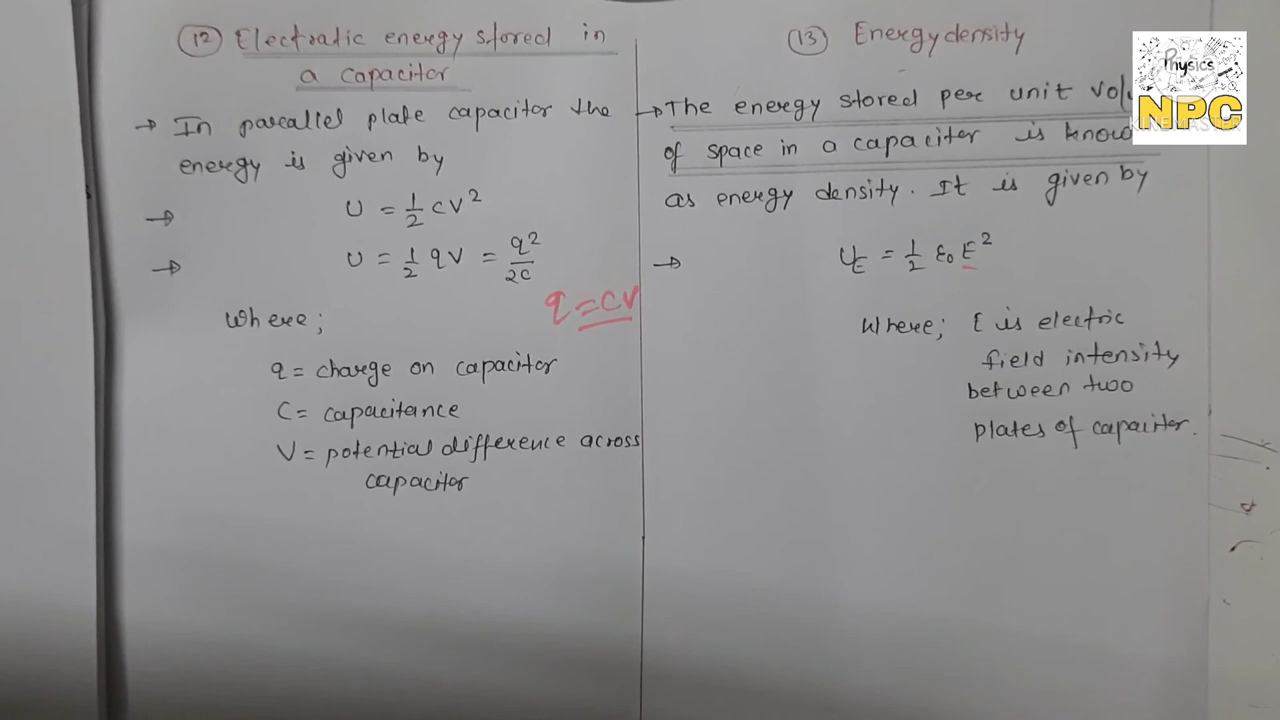 (12) Electratic energy stored in
a capacitor
→ In parallel plate capacitor the
energy is given by
→ U = 1/2 CV²
→ U = 1/2 qV = q²/2C
q = CV
Where;
q = charge on capacitor
C = capacitance
V = potential difference across
capacitor
(13) Energy density
→ The energy stored per unit
of space in a capacitor is
as energy density. It is given by
→ U_E = 1/2 ε₀ E²
Where; E is electric
field intensity
between two
plates of capacitor.
Physics
NPC